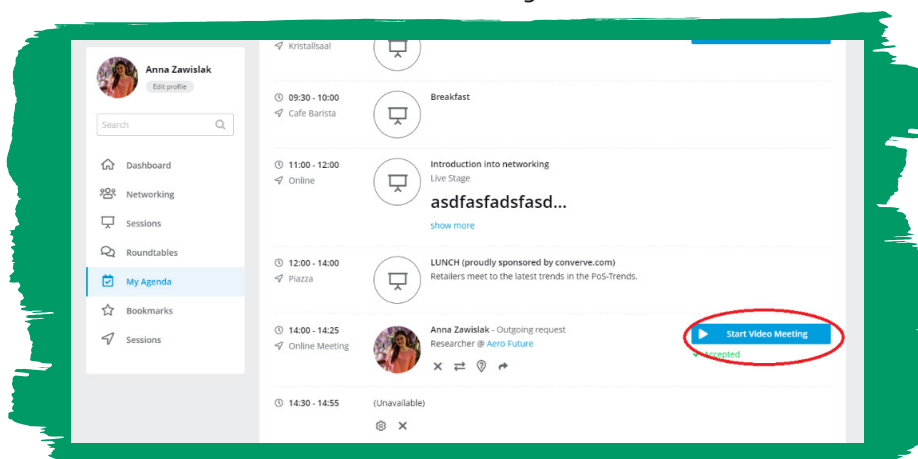 Anna Zawislak
Edit profile
Search
Dashboard
Networking
Sessions
Roundtables
My Agenda
Bookmarks
Sessions
Kristallsaal
09:30 - 10:00
Cafe Barista
Breakfast
11:00 - 12:00
Online
Introduction into networking
Live Stage
asdfasfadsfasd...
show more
12:00 - 14:00
Piazza
LUNCH (proudly sponsored by converve.com)
Retailers meet to the latest trends in the PoS-Trends.
14:00 - 14:25
Online Meeting
Anna Zawislak - Outgoing request
Researcher @ Aero Future
Start Video Meeting
Accepted
14:30 - 14:55
(Unavailable)